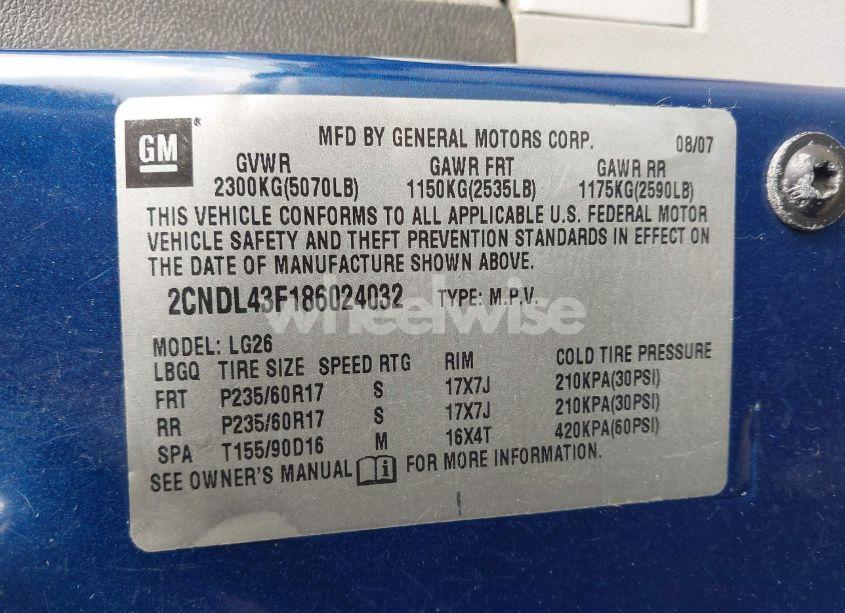 GM
MFD BY GENERAL MOTORS CORP. 08/07
GVWR GAWR FRT GAWR RR
2300KG(5070LB) 1150KG(2535LB) 1175KG(2590LB)
THIS VEHICLE CONFORMS TO ALL APPLICABLE U.S. FEDERAL MOTOR
VEHICLE SAFETY AND THEFT PREVENTION STANDARDS IN EFFECT ON
THE DATE OF MANUFACTURE SHOWN ABOVE.
2CNDL43F186024032 TYPE: M.P.V.
wheelwise
MODEL: LG26
LBGQ TIRE SIZE SPEED RTG RIM COLD TIRE PRESSURE
FRT P235/60R17 S 17X7J 210KPA(30PSI)
RR P235/60R17 S 17X7J 210KPA(30PSI)
SPA T155/90D16 M 16X4T 420KPA(60PSI)
SEE OWNER'S MANUAL i FOR MORE INFORMATION.